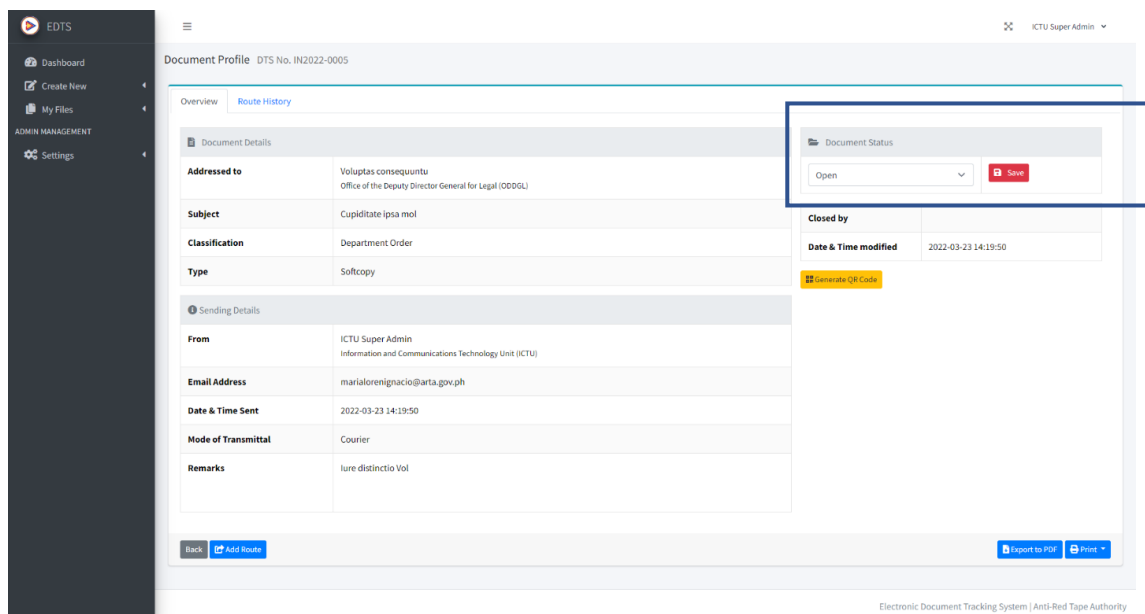 EDTS
ICTU Super Admin
Dashboard
Create New
My Files
ADMIN MANAGEMENT
Settings
Document Profile DTS No. IN2022-0005
Overview Route History
Document Details
Addressed to Voluptas consequuntu
Office of the Deputy Director General for Legal (ODDGL)
Subject Cupiditate ipsa mol
Classification Department Order
Type Softcopy
Sending Details
From ICTU Super Admin
Information and Communications Technology Unit (ICTU)
Email Address marialorenignacio@arta.gov.ph
Date & Time Sent 2022-03-23 14:19:50
Mode of Transmittal Courier
Remarks Iure distinctio Vol
Document Status
Open Save
Closed by
Date & Time modified 2022-03-23 14:19:50
Generate QR Code
Back Add Route Export to PDF Print
Electronic Document Tracking System | Anti-Red Tape Authority